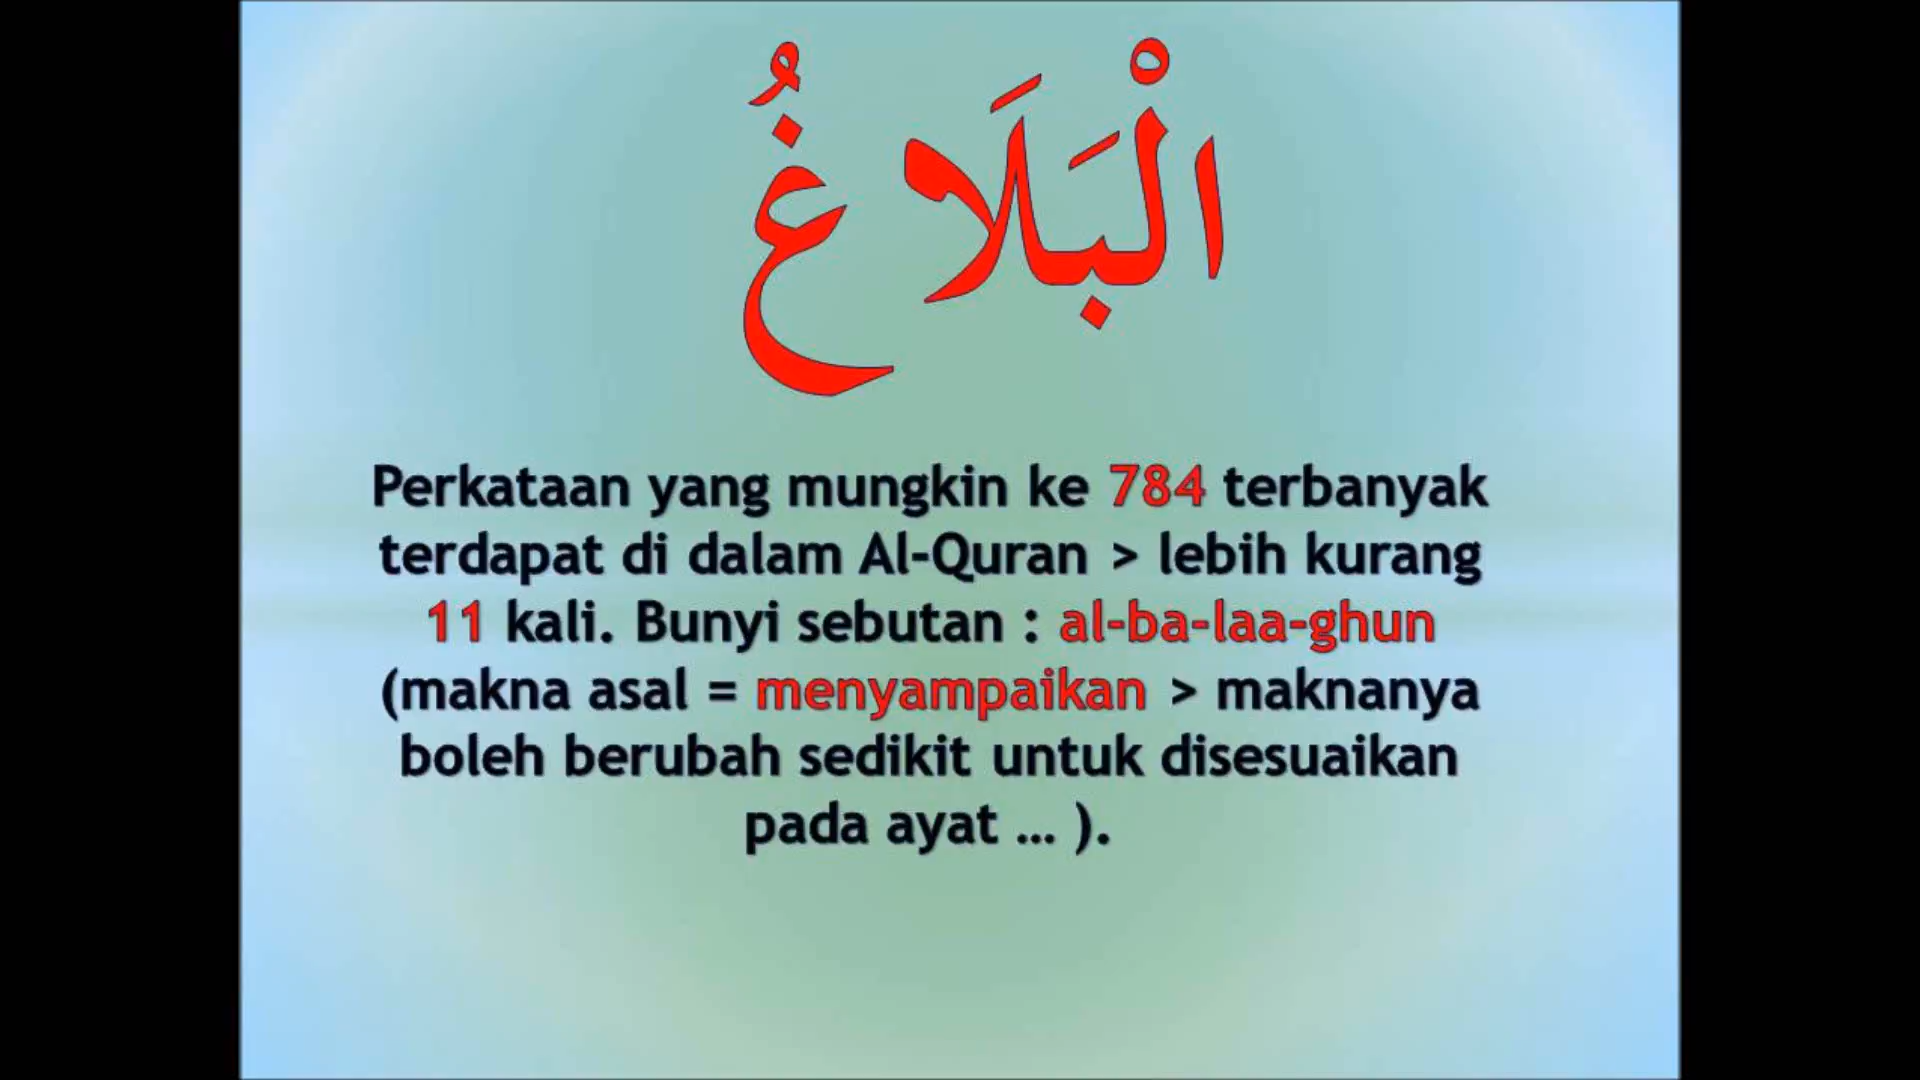 الْبَلَاغُ
Perkataan yang mungkin ke 784 terbanyak
terdapat di dalam Al-Quran > lebih kurang
11 kali. Bunyi sebutan : al-ba-laa-ghun
(makna asal = menyampaikan > maknanya
boleh berubah sedikit untuk disesuaikan
pada ayat ... ).